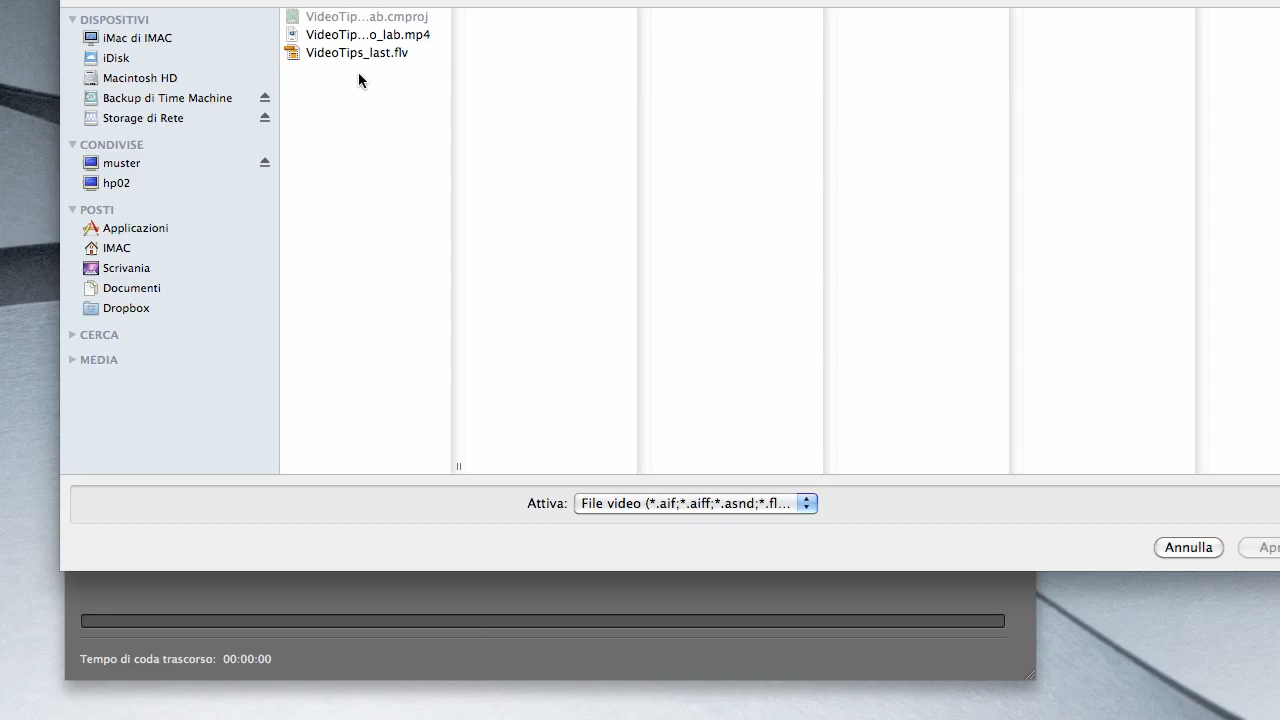 DISPOSITIVI
iMac di IMAC
iDisk
Macintosh HD
Backup di Time Machine
Storage di Rete
CONDIVISE
muster
hp02
POSTI
Applicazioni
IMAC
Scrivania
Documenti
Dropbox
CERCA
MEDIA
VideoTip...ab.cmproj
VideoTip...o_lab.mp4
VideoTips_last.flv
Attiva: File video (*.aif;*.aiff;*.asnd;*.fl...
Annulla
Apr
Tempo di coda trascorso: 00:00:00